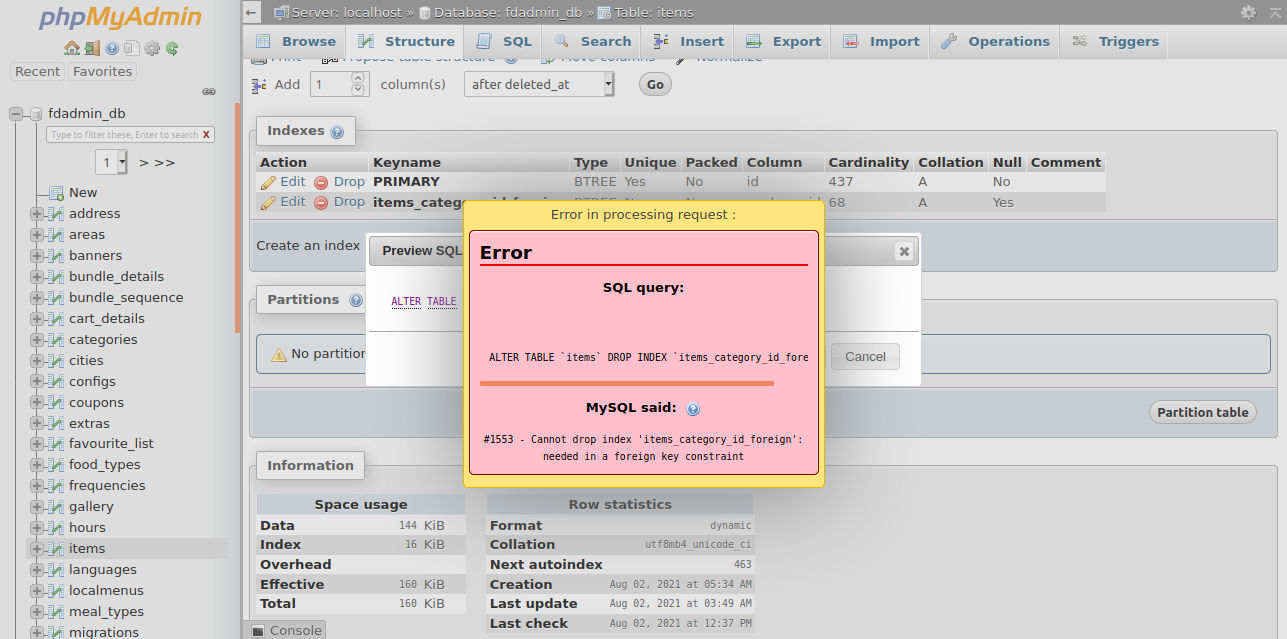 phpMyAdmin
Recent Favorites
fdadmin_db
Type to filter these, Enter to search X
1 > >>
New
address
areas
banners
bundle_details
bundle_sequence
cart_details
categories
cities
configs
coupons
extras
favourite_list
food_types
frequencies
gallery
hours
items
languages
localmenus
meal_types
migrations
← Server: localhost » Database: fdadmin_db » Table: items
Browse Structure SQL Search Insert Export Import Operations Triggers
Print Propose table structure Move columns Normalize
Add 1 column(s) after deleted_at Go
Indexes
Action Keyname Type Unique Packed Column Cardinality Collation Null Comment
Edit Drop PRIMARY BTREE Yes No id 437 A No
Edit Drop items_categ 68 A Yes
Create an index
Preview SQL
ALTER TABLE
Cancel
Partitions
No partition
Partition table
Error in processing request :
Error
SQL query:
ALTER TABLE `items` DROP INDEX `items_category_id_fore
MySQL said:
#1553 - Cannot drop index 'items_category_id_foreign':
needed in a foreign key constraint
Information
Space usage
Data 144 KiB
Index 16 KiB
Overhead
Effective 160 KiB
Total 160 KiB
Row statistics
Format dynamic
Collation utf8mb4_unicode_ci
Next autoindex 463
Creation Aug 02, 2021 at 05:34 AM
Last update Aug 02, 2021 at 03:49 AM
Last check Aug 02, 2021 at 12:37 PM
Console